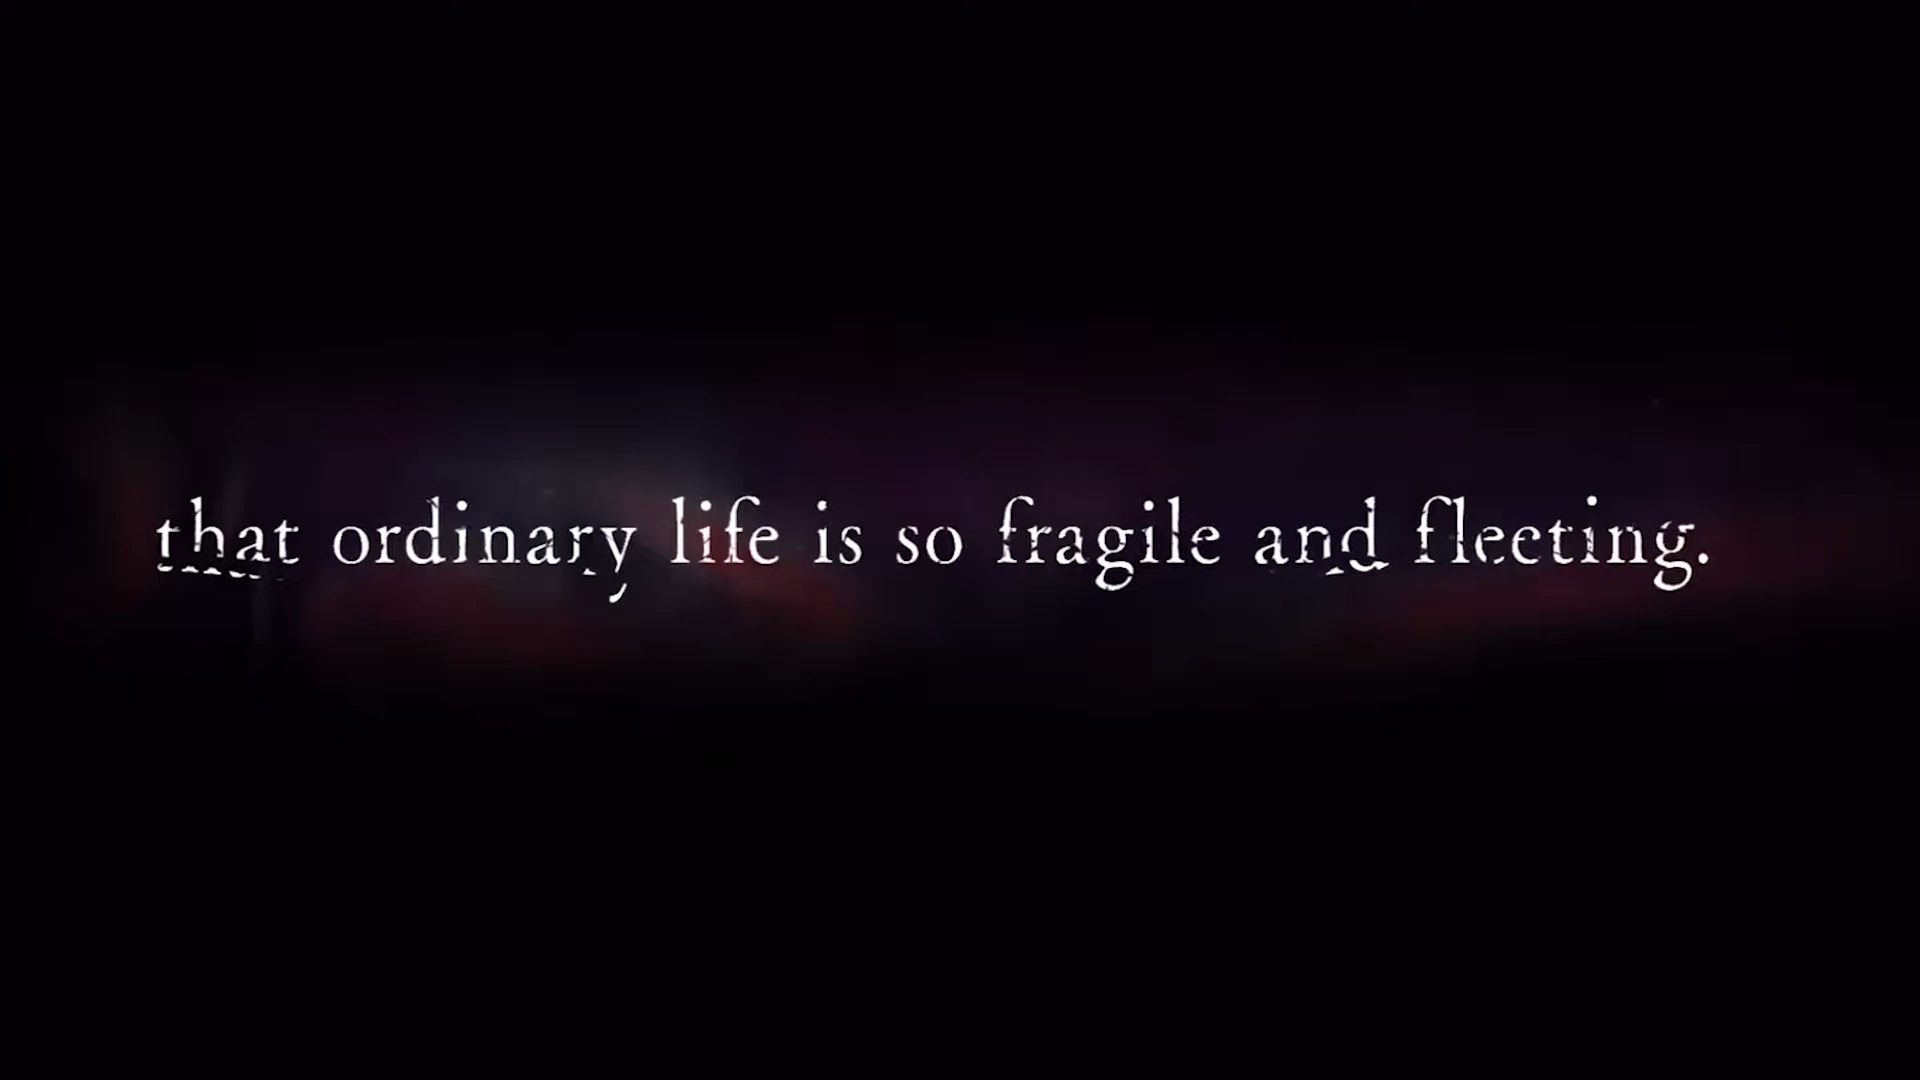 that ordinary life is so fragile and fleeting.